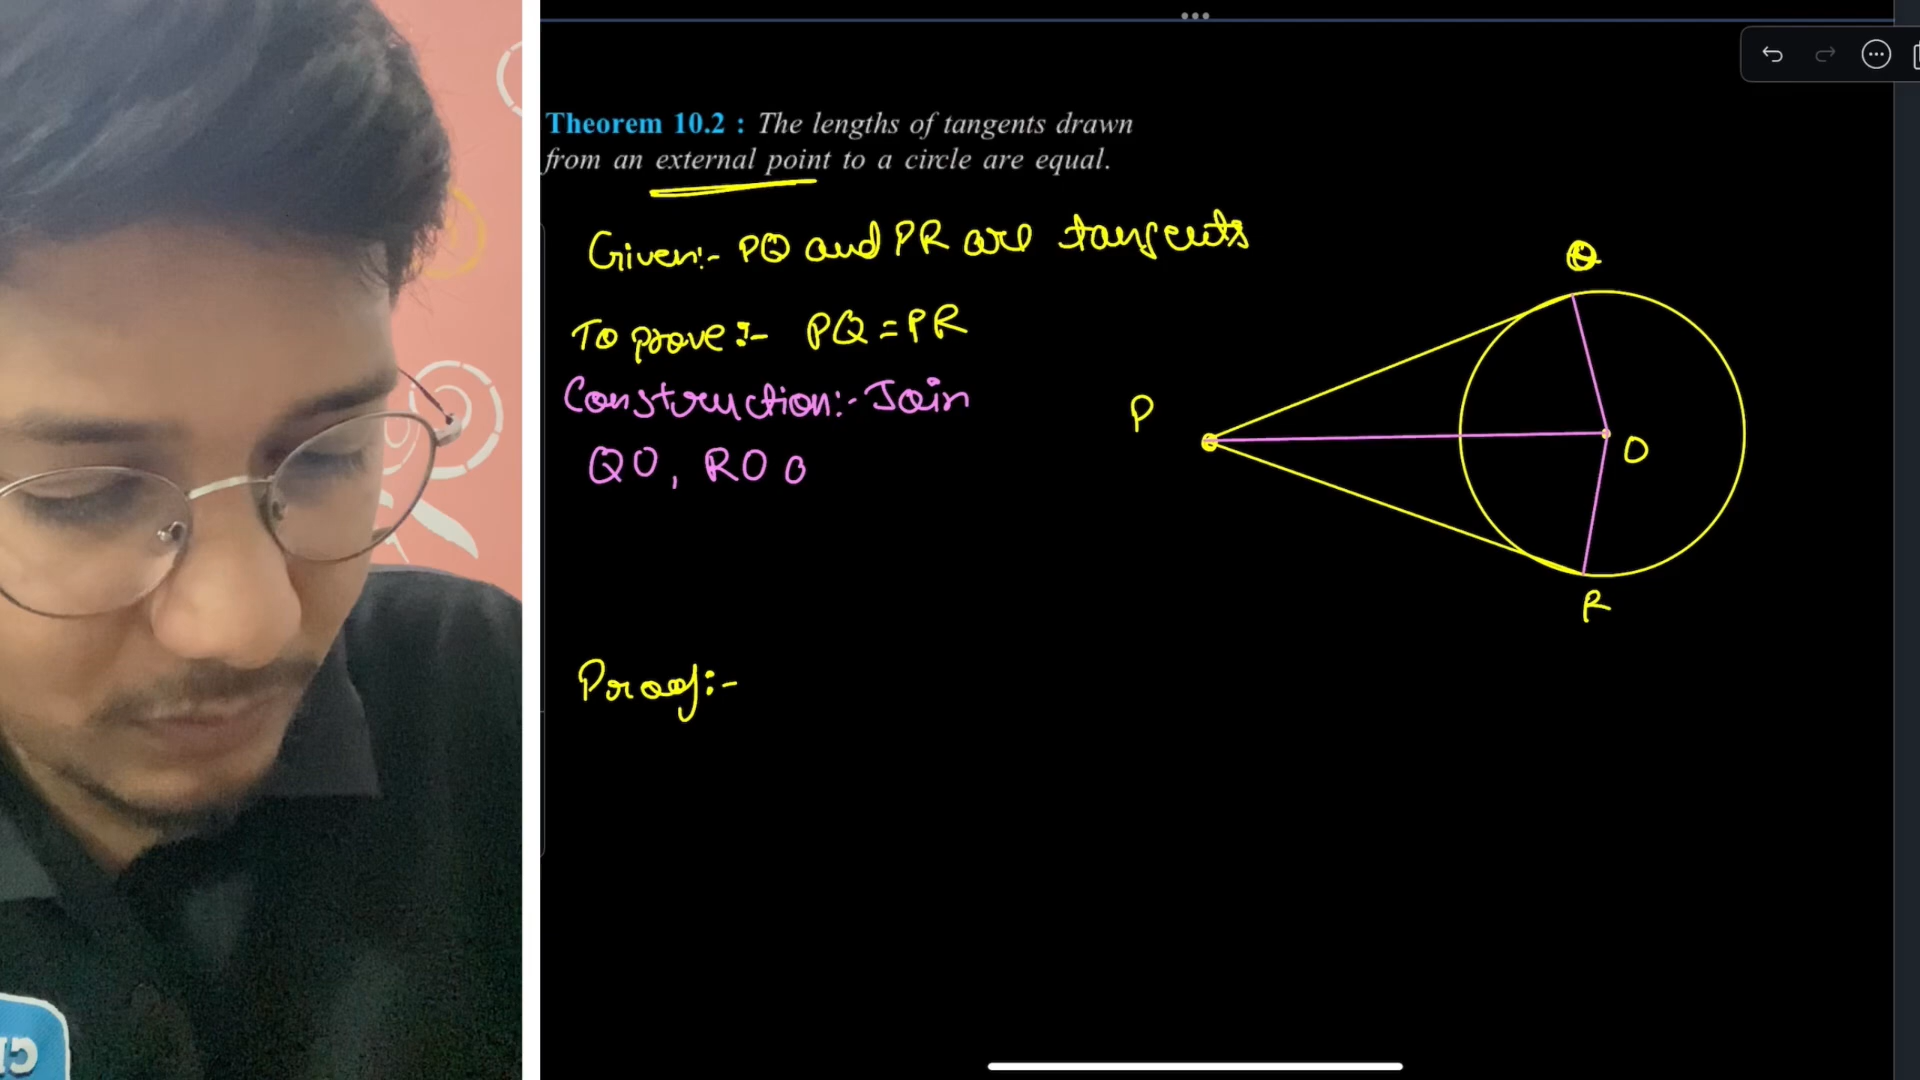 Theorem 10.2 : The lengths of tangents drawn
from an external point to a circle are equal.
Given:- PQ and PR are tangents
To prove:- PQ = PR
Construction:- Join
QO, RO
Q
P
O
R
Proof:-